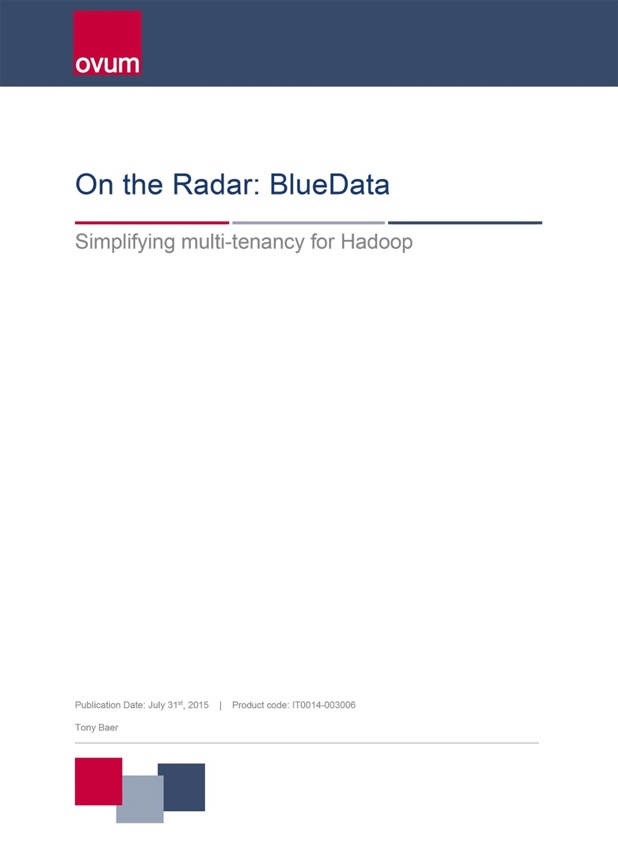 ovum
On the Radar: BlueData
Simplifying multi-tenancy for Hadoop
Publication Date: July 31st, 2015 | Product code: IT0014-003006
Tony Baer